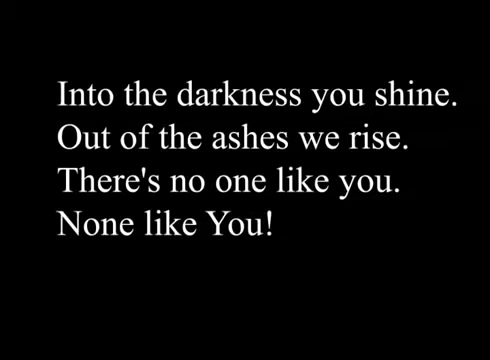 Into the darkness you shine.
Out of the ashes we rise.
There's no one like you.
None like You!